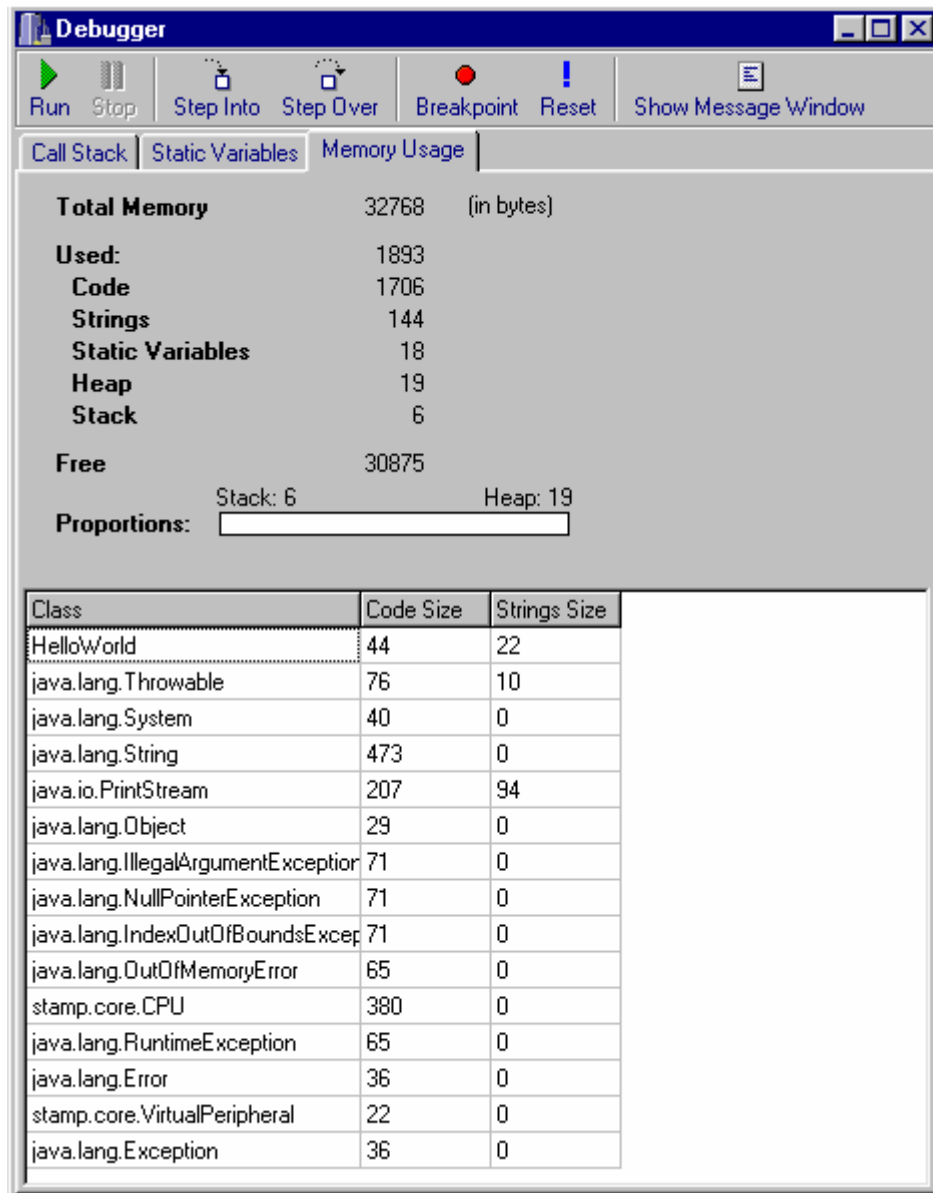 Debugger
Run Stop Step Into Step Over Breakpoint Reset Show Message Window
Call Stack Static Variables Memory Usage
Total Memory 32768 (in bytes)
Used: 1893
Code 1706
Strings 144
Static Variables 18
Heap 19
Stack 6
Free 30875
Stack: 6 Heap: 19
Proportions:
Class Code Size Strings Size
HelloWorld 44 22
java.lang.Throwable 76 10
java.lang.System 40 0
java.lang.String 473 0
java.io.PrintStream 207 94
java.lang.Object 29 0
java.lang.IllegalArgumentException 71 0
java.lang.NullPointerException 71 0
java.lang.IndexOutOfBoundsExcep 71 0
java.lang.OutOfMemoryError 65 0
stamp.core.CPU 380 0
java.lang.RuntimeException 65 0
java.lang.Error 36 0
stamp.core.VirtualPeripheral 22 0
java.lang.Exception 36 0